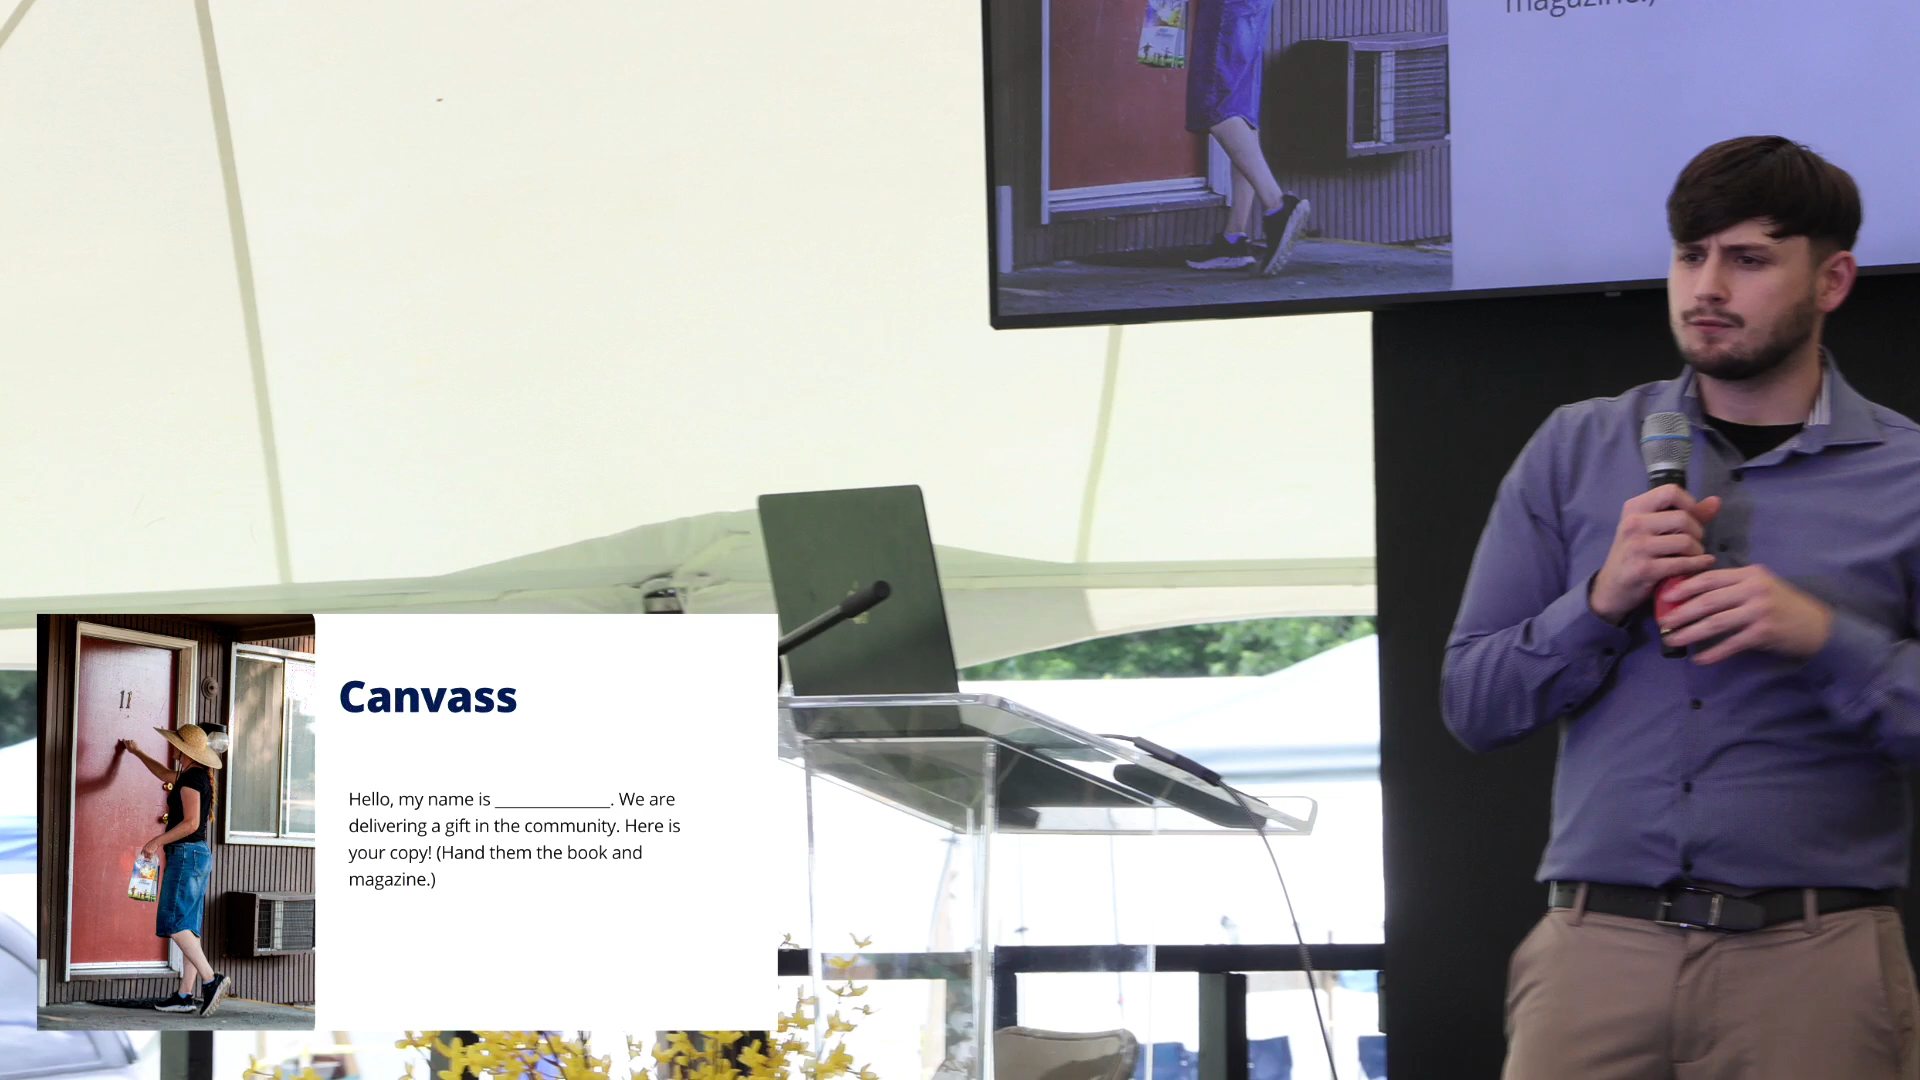 magazine.)
11
Canvass
Hello, my name is ____________. We are
delivering a gift in the community. Here is
your copy! (Hand them the book and
magazine.)